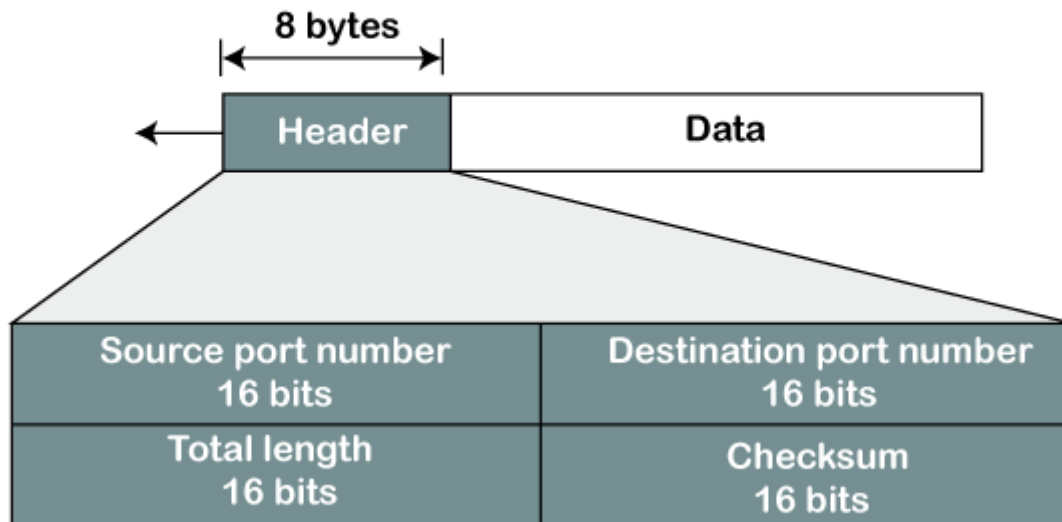 8 bytes
Header
Data
Source port number
16 bits
Destination port number
16 bits
Total length
16 bits
Checksum
16 bits